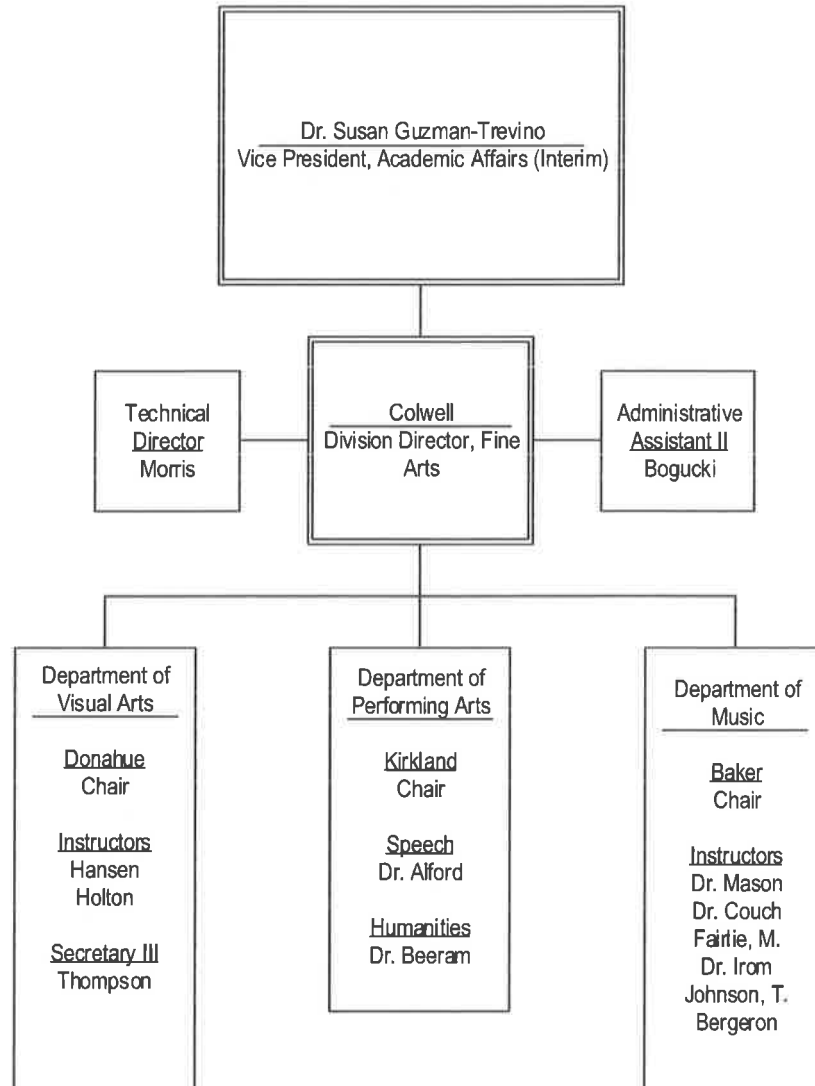 Dr. Susan Guzman-Trevino
Vice President, Academic Affairs (Interim)
Technical
Director
Morris
Colwell
Division Director, Fine
Arts
Administrative
Assistant II
Bogucki
Department of
Visual Arts
Donahue
Chair
Instructors
Hansen
Holton
Secretary III
Thompson
Department of
Performing Arts
Kirkland
Chair
Speech
Dr. Alford
Humanities
Dr. Beeram
Department of
Music
Baker
Chair
Instructors
Dr. Mason
Dr. Couch
Fairlie, M.
Dr. Irom
Johnson, T.
Bergeron